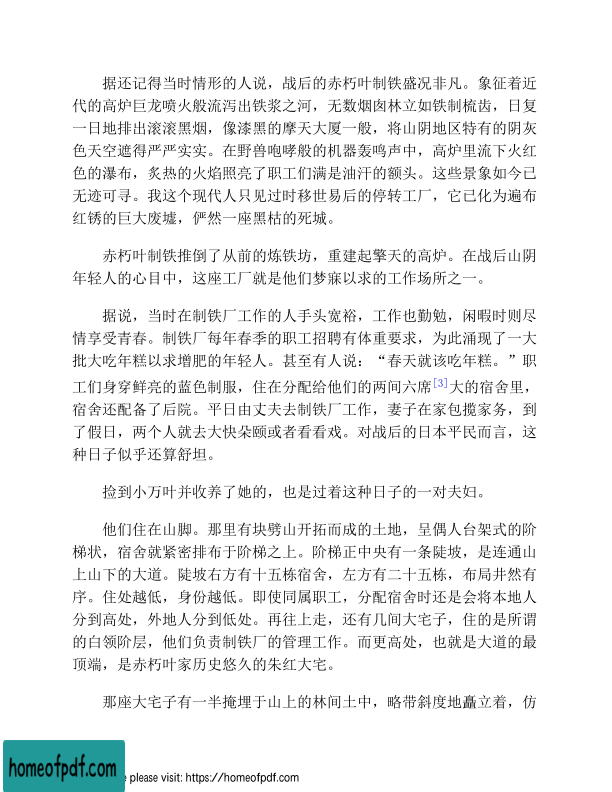 据还记得当时情形的人说，战后的赤朽叶制铁盛况非凡。象征着近
代的高炉巨龙喷火般流泻出铁浆之河，无数烟囱林立如铁制梳齿，日复
一日地排出滚滚黑烟，像漆黑的摩天大厦一般，将山阴地区特有的阴灰
色天空遮得严严实实。在野兽咆哮般的机器轰鸣声中，高炉里流下火红
色的瀑布，炙热的火焰照亮了职工们满是油汗的额头。这些景象如今已
无迹可寻。我这个现代人只见过时移世易后的停转工厂，它已化为遍布
红锈的巨大废墟，俨然一座黑枯的死城。
赤朽叶制铁推倒了从前的炼铁坊，重建起擎天的高炉。在战后山阴
年轻人的心目中，这座工厂就是他们梦寐以求的工作场所之一。
据说，当时在制铁厂工作的人手头宽裕，工作也勤勉，闲暇时则尽
情享受青春。制铁厂每年春季的职工招聘有体重要求，为此涌现了一大
批大吃年糕以求增肥的年轻人。甚至有人说：“春天就该吃年糕。”职
工们身穿鲜亮的蓝色制服，住在分配给他们的两间六席[3]大的宿舍里，
宿舍还配备了后院。平日由丈夫去制铁厂工作，妻子在家包揽家务，到
了假日，两个人就去大快朵颐或者看看戏。对战后的日本平民而言，这
种日子似乎还算舒坦。
捡到小万叶并收养了她的，也是过着这种日子的一对夫妇。
他们住在山脚。那里有块劈山开拓而成的土地，呈偶人台架式的阶
梯状，宿舍就紧密排布于阶梯之上。阶梯正中央有一条陡坡，是连通山
上山下的大道。陡坡右方有十五栋宿舍，左方有二十五栋，布局井然有
序。住处越低，身份越低。即使同属职工，分配宿舍时还是会将本地人
分到高处，外地人分到低处。再往上走，还有几间大宅子，住的是所谓
的白领阶层，他们负责制铁厂的管理工作。而更高处，也就是大道的最
顶端，是赤朽叶家历史悠久的朱红大宅。
那座大宅子有一半掩埋于山上的林间土中，略带斜度地矗立着，仿
homeofpdf.com
e please visit: https://homeofpdf.com